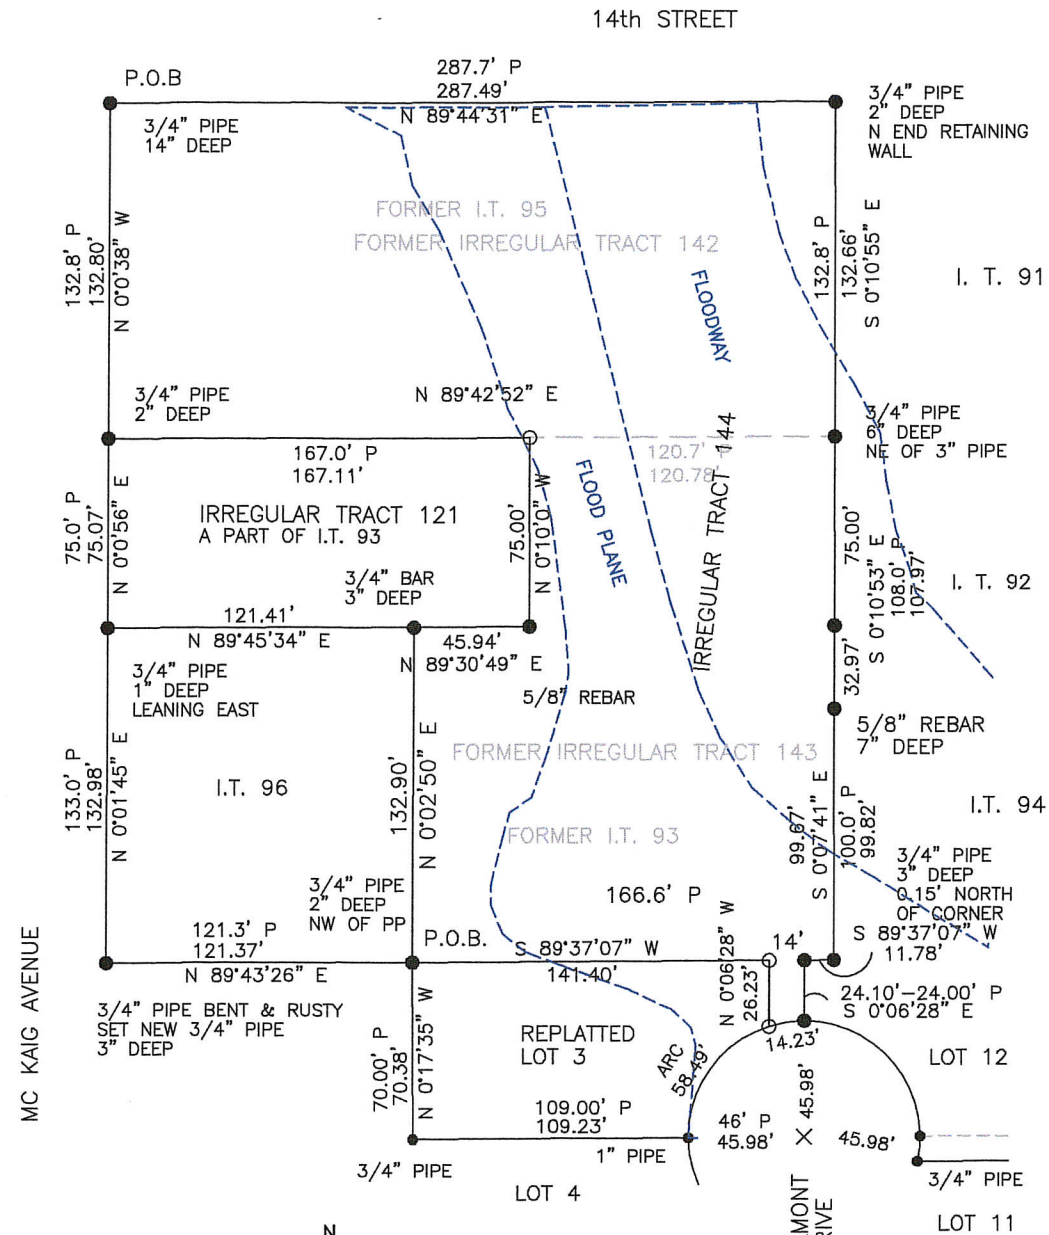 14th STREET
P.O.B
287.7' P
287.49'
N 89°44'31" E
3/4" PIPE
14" DEEP
3/4" PIPE
2" DEEP
N END RETAINING
WALL
FORMER I.T. 95
FORMER IRREGULAR TRACT 142
132.8' P
132.80'
N 0°0'38" W
FLOODWAY
132.8' P
132.66'
S 0°10'55" E
I. T. 91
3/4" PIPE
2" DEEP
N 89°42'52" E
3/4" PIPE
6" DEEP
NE OF 3" PIPE
167.0' P
167.11'
120.7' P
120.78'
75.0' P
75.07'
N 0°0'56" E
IRREGULAR TRACT 121
A PART OF I.T. 93
75.00'
N 0°10'0" W
FLOOD PLANE
IRREGULAR TRACT 144
75.00'
S 0°10'53" E
108.0' P
107.97'
I. T. 92
3/4" BAR
3" DEEP
121.41'
N 89°45'34" E
45.94'
N 89°30'49" E
32.97'
3/4" PIPE
1" DEEP
LEANING EAST
5/8" REBAR
5/8" REBAR
7" DEEP
FORMER IRREGULAR TRACT 143
133.0' P
132.98'
N 0°01'45" E
I.T. 96
132.90'
N 0°02'50" E
99.67'
S 0°07'41" E
100.0' P
99.82'
I.T. 94
FORMER I.T. 93
3/4" PIPE
3" DEEP
0.15' NORTH
OF CORNER
3/4" PIPE
2" DEEP
NW OF PP
166.6' P
121.3' P
121.37'
N 89°43'26" E
P.O.B.
S 89°37'07" W
141.40'
N 0°06'28" W
26.23'
14'
S 89°37'07" W
11.78'
24.10'-24.00' P
S 0°06'28" E
3/4" PIPE BENT & RUSTY
SET NEW 3/4" PIPE
3" DEEP
MC KAIG AVENUE
70.00' P
70.38'
N 0°17'35" W
REPLATTED
LOT 3
ARC
58.49'
14.23'
LOT 12
109.00' P
109.23'
46' P
45.98'
45.98'
45.98'
1" PIPE
3/4" PIPE
3/4" PIPE
LOT 4
LOT 11
N